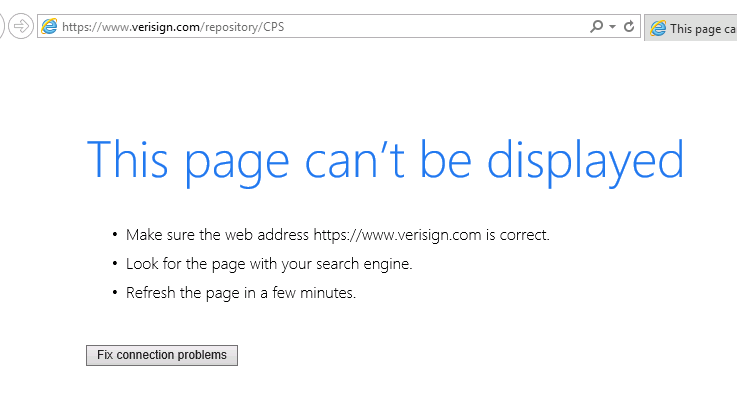 https://www.verisign.com/repository/CPS
This page ca
This page can't be displayed
• Make sure the web address https://www.verisign.com is correct.
• Look for the page with your search engine.
• Refresh the page in a few minutes.
Fix connection problems